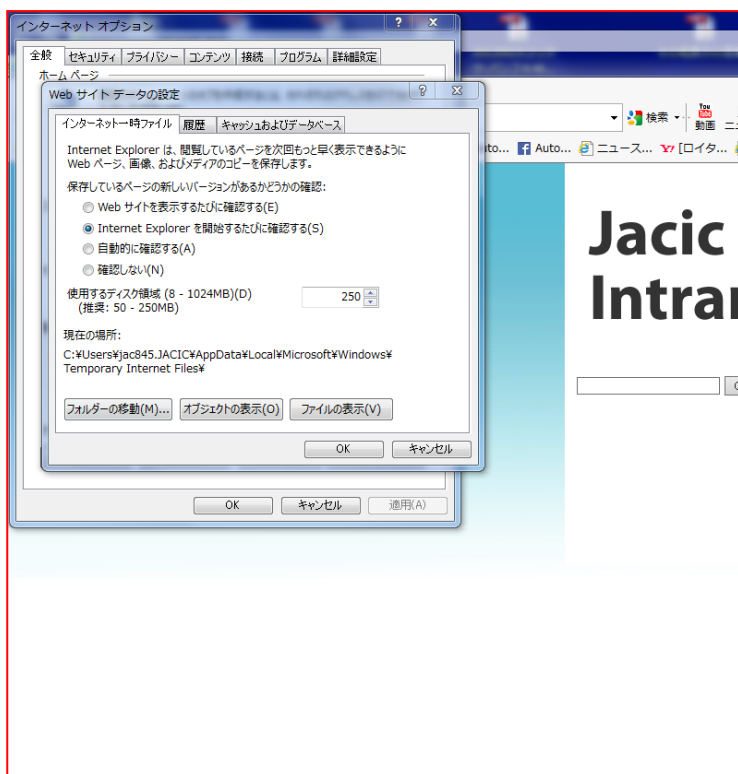 インターネット オプション
全般 セキュリティ プライバシー コンテンツ 接続 プログラム 詳細設定
ホーム ページ
Web サイト データの設定
インターネット一時ファイル 履歴 キャッシュおよびデータベース
Internet Explorer は、閲覧しているページを次回もっと早く表示できるように
Web ページ、画像、およびメディアのコピーを保存します。
保存しているページの新しいバージョンがあるかどうかの確認:
Web サイトを表示するたびに確認する(E)
Internet Explorer を開始するたびに確認する(S)
自動的に確認する(A)
確認しない(N)
使用するディスク領域 (8 - 1024MB)(D) 250
(推奨: 50 - 250MB)
現在の場所:
C:¥Users¥jac845.JACIC¥AppData¥Local¥Microsoft¥Windows¥
Temporary Internet Files¥
フォルダーの移動(M)... オブジェクトの表示(O) ファイルの表示(V)
OK キャンセル
OK キャンセル 適用(A)
検索 You Tube 動画 ニ
uto... Auto... ニュース... Y! [ロイタ...
Jacic
Intra